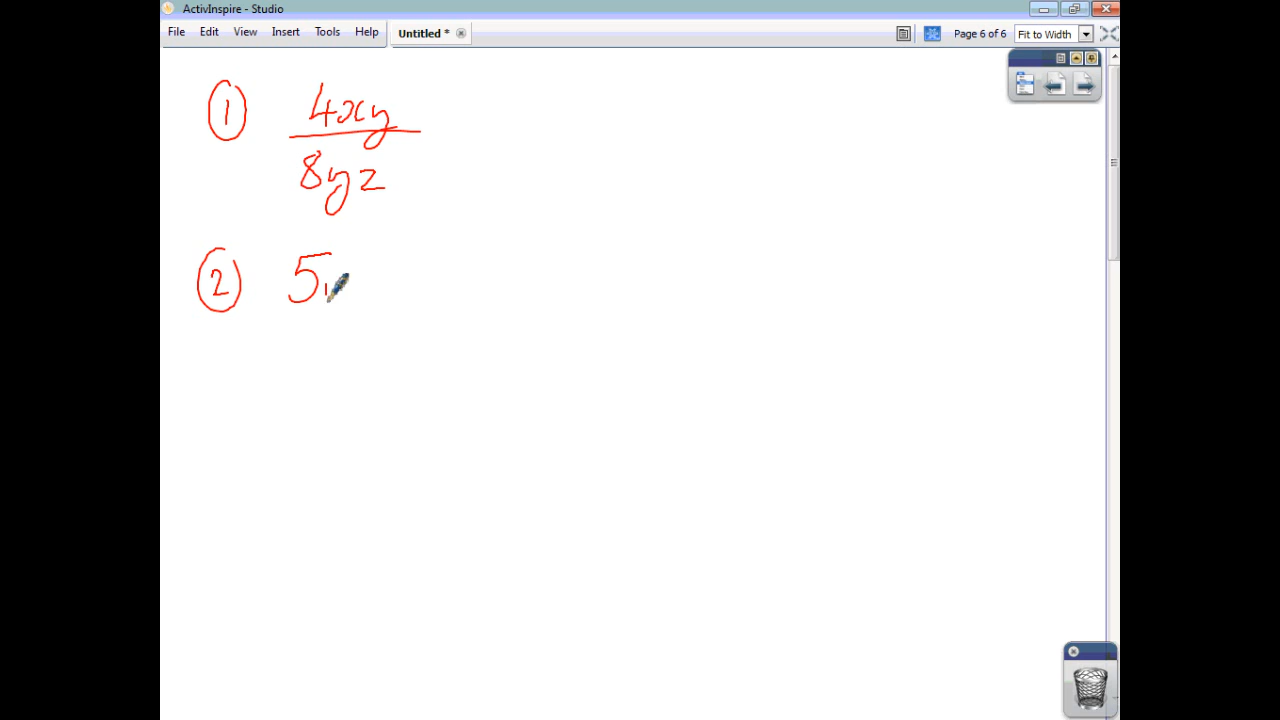 ActivInspire - Studio
File Edit View Insert Tools Help Untitled * Page 6 of 6 Fit to Width
① 4xy
8yz
② 5